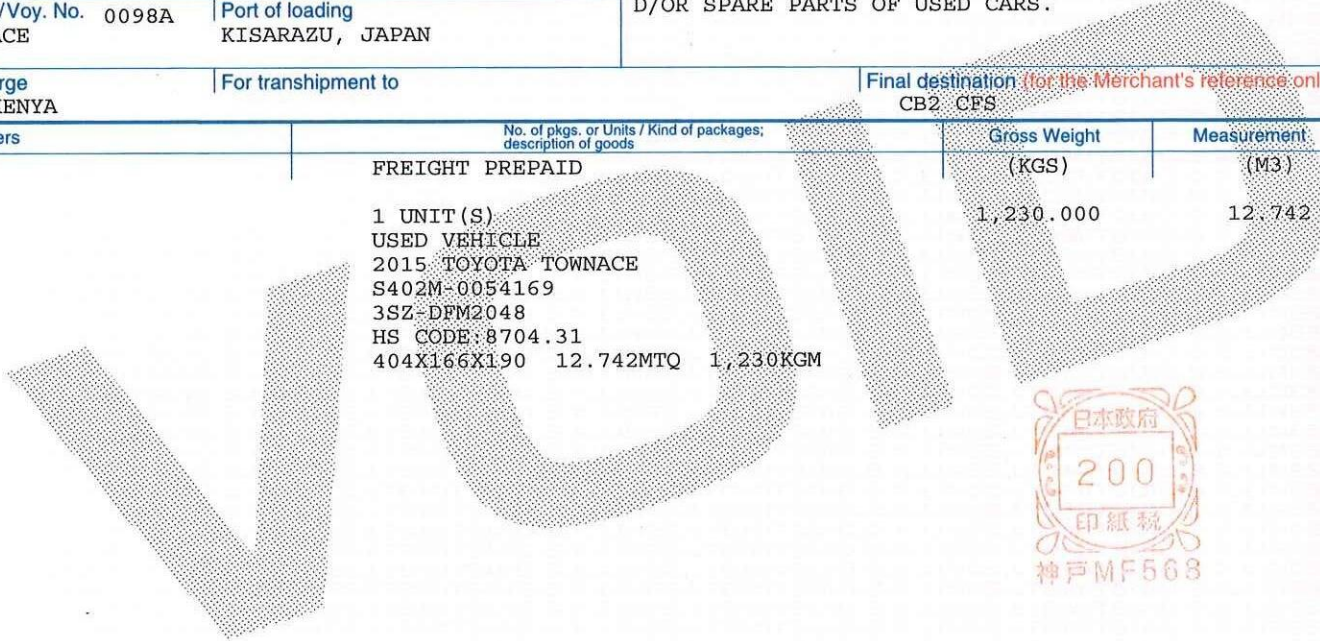 /Voy. No. 0098A
ACE
Port of loading
KISARAZU, JAPAN
D/OR SPARE PARTS OF USED CARS.
rge
KENYA
For transhipment to
Final destination (for the Merchant's reference onl
CB2 CFS
ers
No. of pkgs. or Units / Kind of packages;
description of goods
Gross Weight
Measurement
FREIGHT PREPAID
(KGS)
(M3)
1 UNIT(S)
1,230.000
12.742
USED VEHICLE
2015 TOYOTA TOWNACE
S402M-0054169
3SZ-DFM2048
HS CODE:8704.31
404X166X190 12.742MTQ 1,230KGM
VOID
日本政府
200
印紙税
神戸MF568